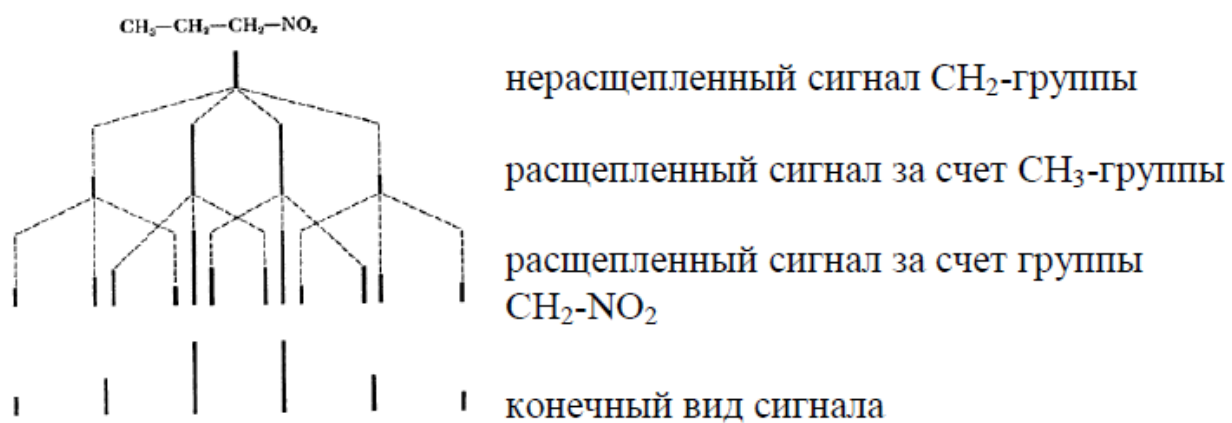 CH₃—CH₂—CH₂—NO₂
нерасщепленный сигнал CH₂-группы
расщепленный сигнал за счет CH₃-группы
расщепленный сигнал за счет группы
CH₂-NO₂
конечный вид сигнала